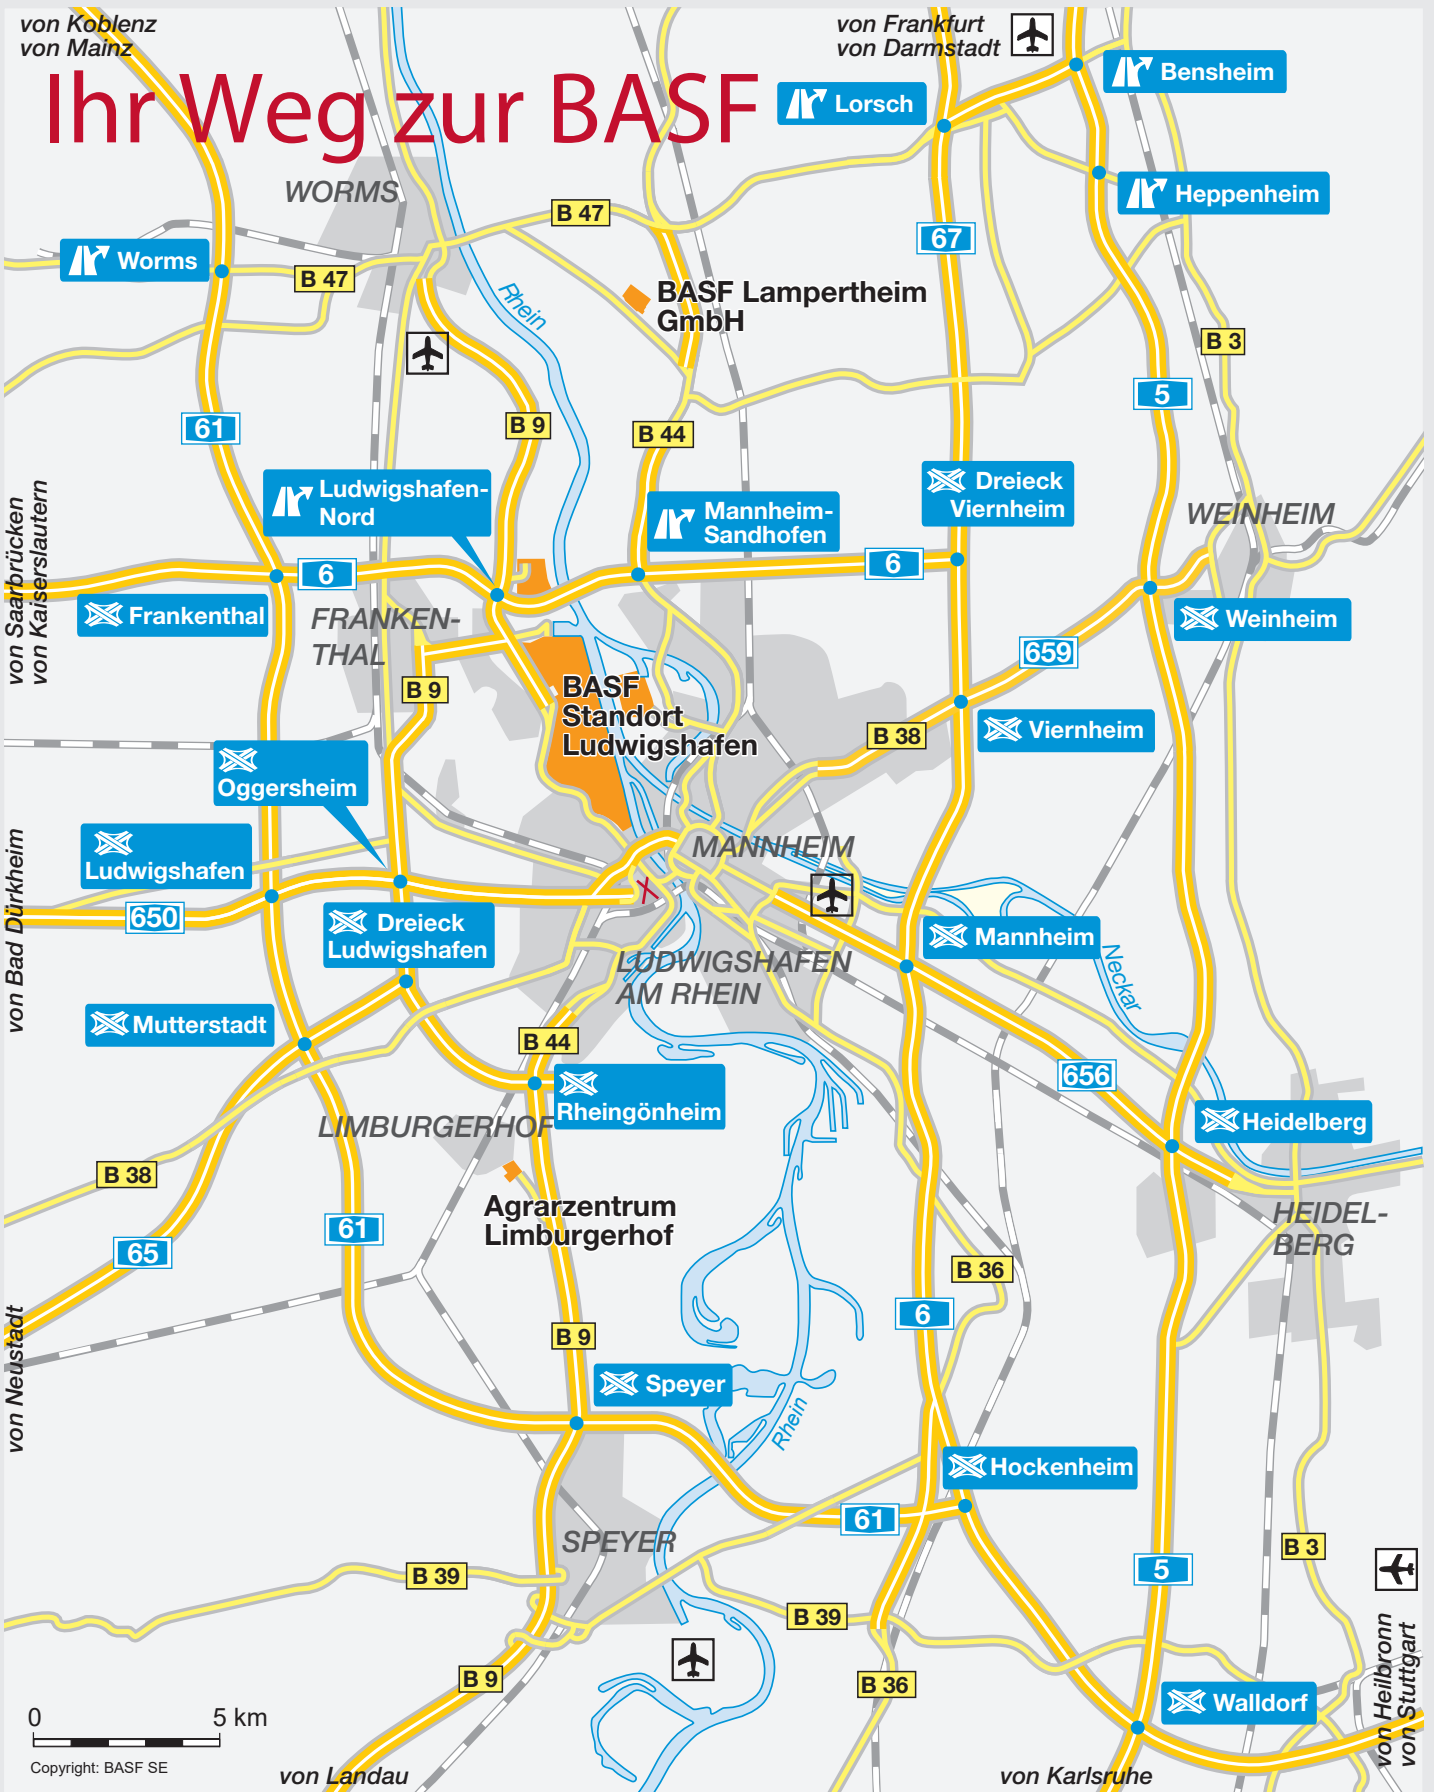 von Koblenz
von Mainz
von Frankfurt
von Darmstadt
Ihr Weg zur BASF
Bensheim
Lorsch
WORMS
Heppenheim
B 47
67
Worms
B 47
Rhein
BASF Lampertheim
GmbH
B 3
5
61
B 9
B 44
Ludwigshafen-
Nord
Dreieck
Viernheim
Mannheim-
Sandhofen
WEINHEIM
von Saarbrücken
von Kaiserslautern
6
6
Frankenthal
FRANKEN-
THAL
Weinheim
659
B 9
BASF
Standort
Ludwigshafen
B 38
Viernheim
Oggersheim
Ludwigshafen
MANNHEIM
von Bad Dürkheim
650
Dreieck
Ludwigshafen
Mannheim
LUDWIGSHAFEN
AM RHEIN
Neckar
Mutterstadt
B 44
656
Rheingönheim
LIMBURGERHOF
Heidelberg
B 38
Agrarzentrum
Limburgerhof
HEIDEL-
BERG
61
65
B 36
6
von Neustadt
B 9
Speyer
Rhein
Hockenheim
61
SPEYER
B 3
B 39
5
B 39
B 9
B 36
Walldorf
von Heilbronn
von Stuttgart
0 5 km
Copyright: BASF SE
von Landau
von Karlsruhe